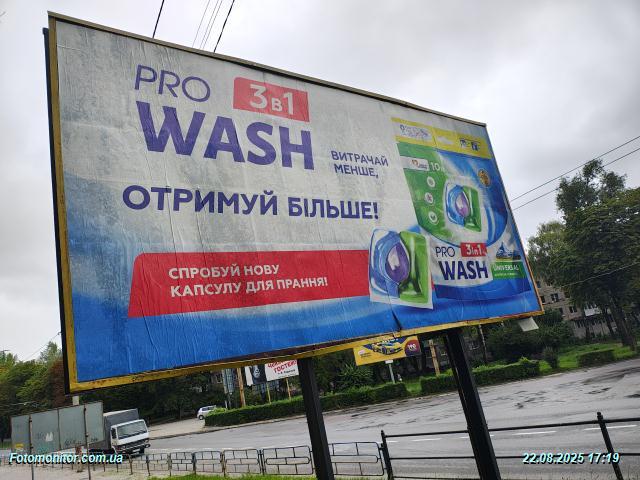 PRO
3в1
WASH
ВИТРАЧАЙ
МЕНШЕ,
ОТРИМУЙ БІЛЬШЕ!
СПРОБУЙ НОВУ
КАПСУЛУ ДЛЯ ПРАННЯ!
PRO
3in1
WASH
UNIVERSAL
Fotomonitor.com.ua
22.08.2025 17:19